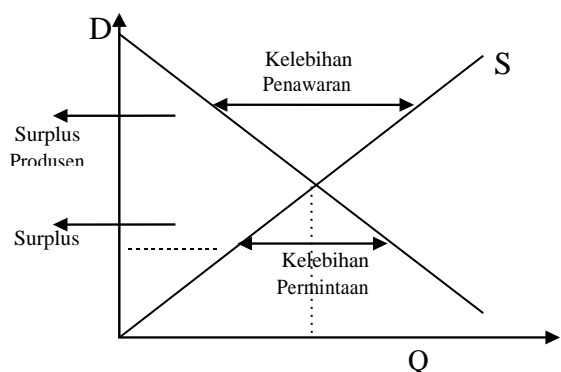 D
Kelebihan
Penawaran
S
Surplus
Produsen
Surplus
Kelebihan
Permintaan
Q